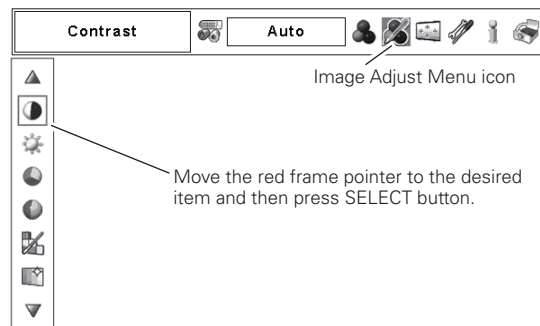 Contrast
Auto
Image Adjust Menu icon
Move the red frame pointer to the desired
item and then press SELECT button.